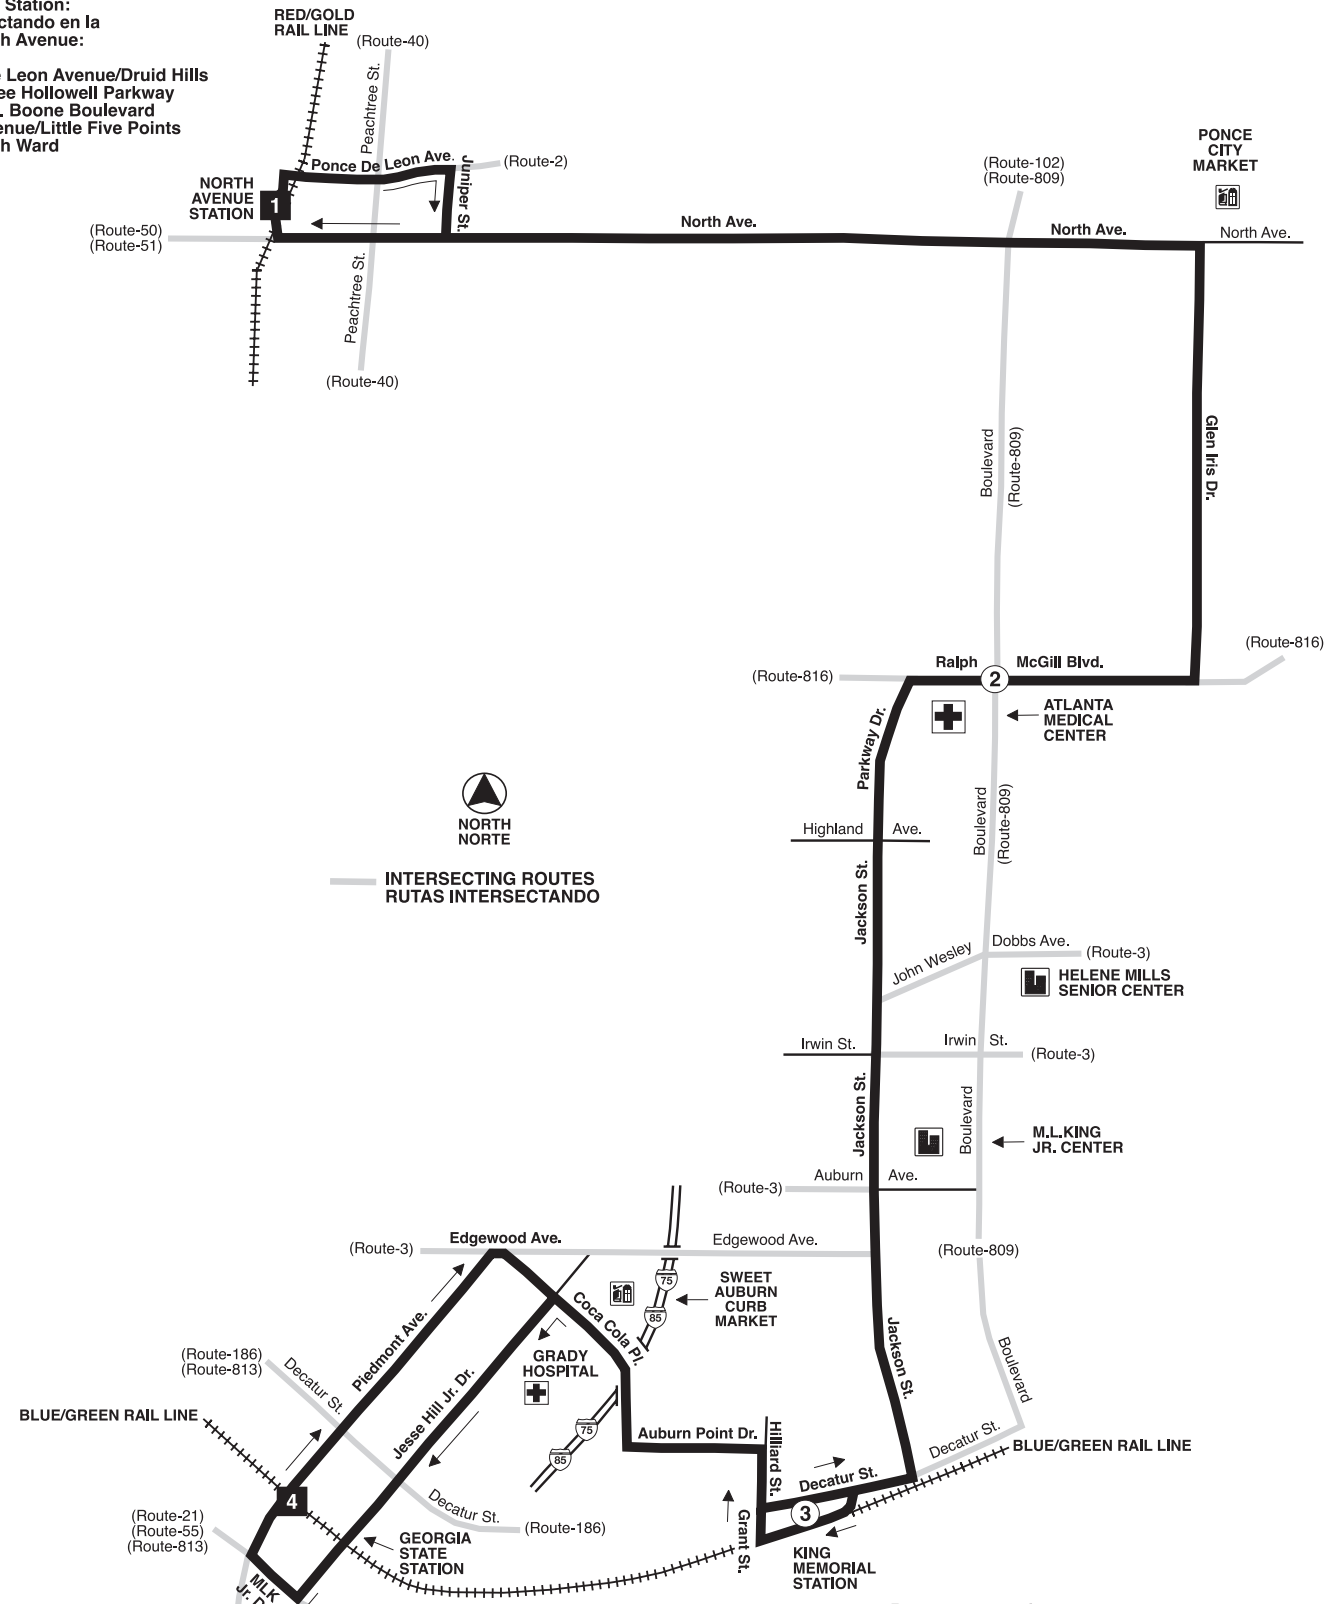 Station:
ctando en la
h Avenue:
Leon Avenue/Druid Hills
ee Hollowell Parkway
. Boone Boulevard
enue/Little Five Points
h Ward
RED/GOLD
RAIL LINE
(Route-40)
Peachtree St.
Ponce De Leon Ave.
(Route-2)
Juniper St.
NORTH
AVENUE
STATION
1
(Route-50)
(Route-51)
North Ave.
(Route-102)
(Route-809)
North Ave.
PONCE
CITY
MARKET
North Ave.
Peachtree St.
(Route-40)
Boulevard
(Route-809)
Glen Iris Dr.
(Route-816)
Ralph
2
McGill Blvd.
(Route-816)
ATLANTA
MEDICAL
CENTER
Parkway Dr.
NORTH
NORTE
Highland
Ave.
Boulevard
(Route-809)
INTERSECTING ROUTES
RUTAS INTERSECTANDO
Jackson St.
John Wesley
Dobbs Ave.
(Route-3)
HELENE MILLS
SENIOR CENTER
Irwin St.
Irwin St.
(Route-3)
Jackson St.
Boulevard
M.L.KING
JR. CENTER
Auburn
Ave.
(Route-3)
Edgewood Ave.
(Route-3)
Edgewood Ave.
(Route-809)
75
85
SWEET
AUBURN
CURB
MARKET
Coca Cola Pl.
Piedmont Ave.
GRADY
HOSPITAL
Jackson St.
Boulevard
(Route-186)
(Route-813)
Decatur St.
Jesse Hill Jr. Dr.
BLUE/GREEN RAIL LINE
75
85
Auburn Point Dr.
Hilliard St.
Decatur St.
Decatur St.
BLUE/GREEN RAIL LINE
4
Decatur St.
(Route-186)
3
Grant St.
(Route-21)
(Route-55)
(Route-813)
GEORGIA
STATE
STATION
KING
MEMORIAL
STATION
MLK
Jr. D